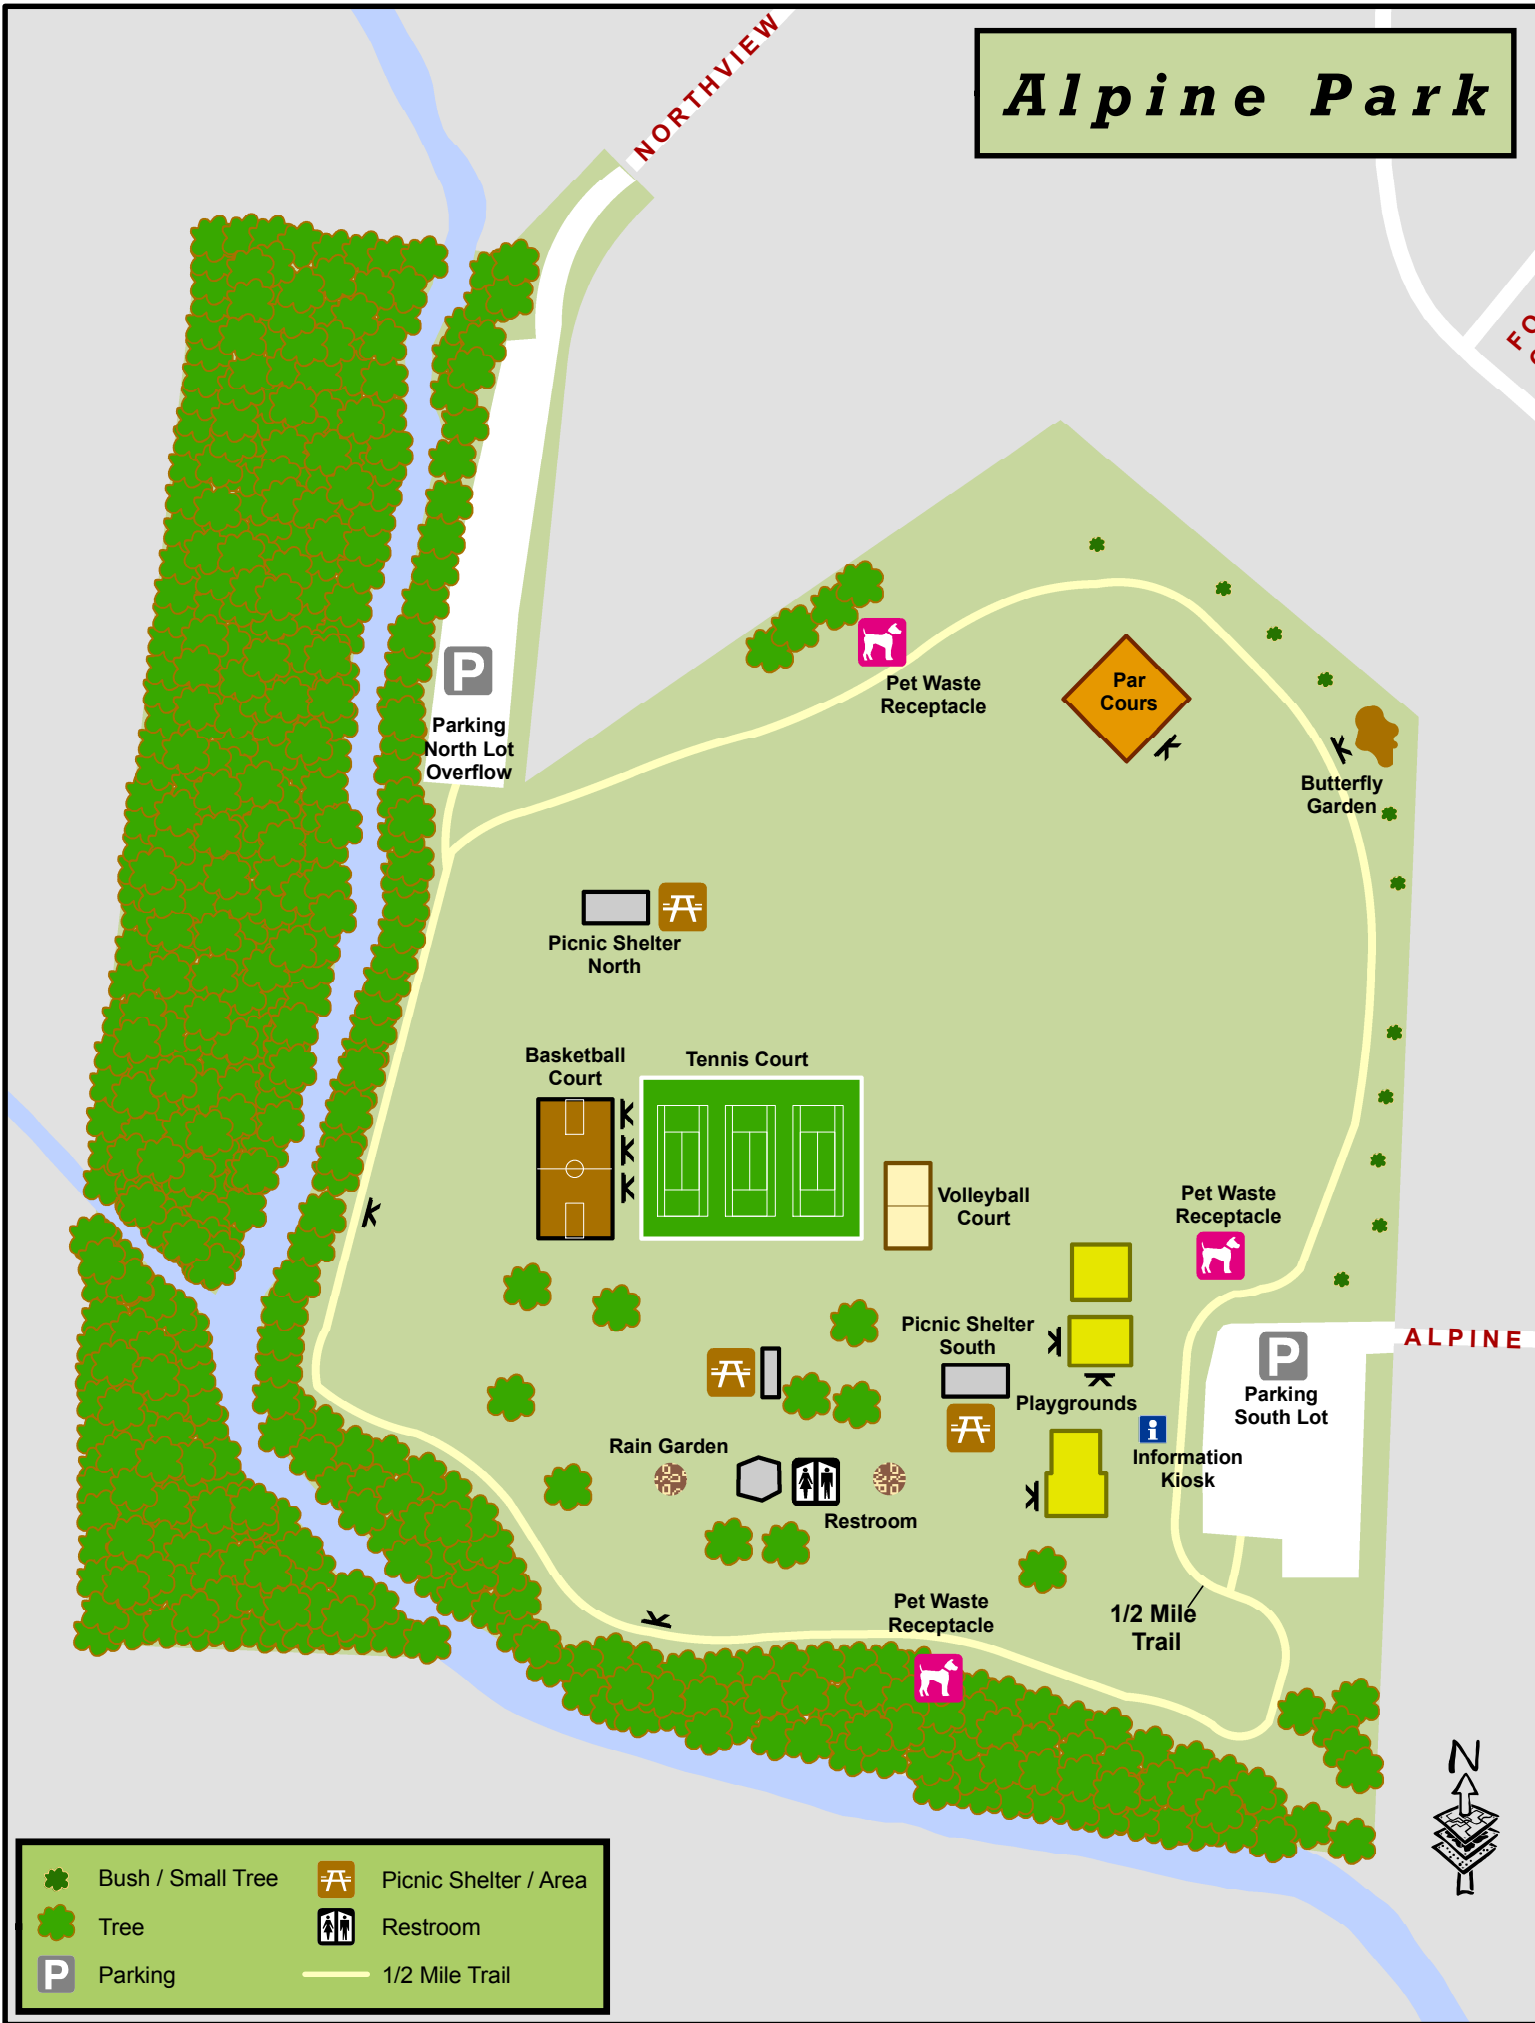 Alpine Park
NORTHVIEW
Pet Waste
Receptacle
Par
Cours
Parking
North Lot
Overflow
Butterfly
Garden
Picnic Shelter
North
Basketball
Court
Tennis Court
Volleyball
Court
Pet Waste
Receptacle
Picnic Shelter
South
ALPINE
Playgrounds
Parking
South Lot
Rain Garden
Information
Kiosk
Restroom
Pet Waste
Receptacle
1/2 Mile
Trail
N
Bush / Small Tree
Picnic Shelter / Area
Tree
Restroom
P
Parking
1/2 Mile Trail
P
P
i